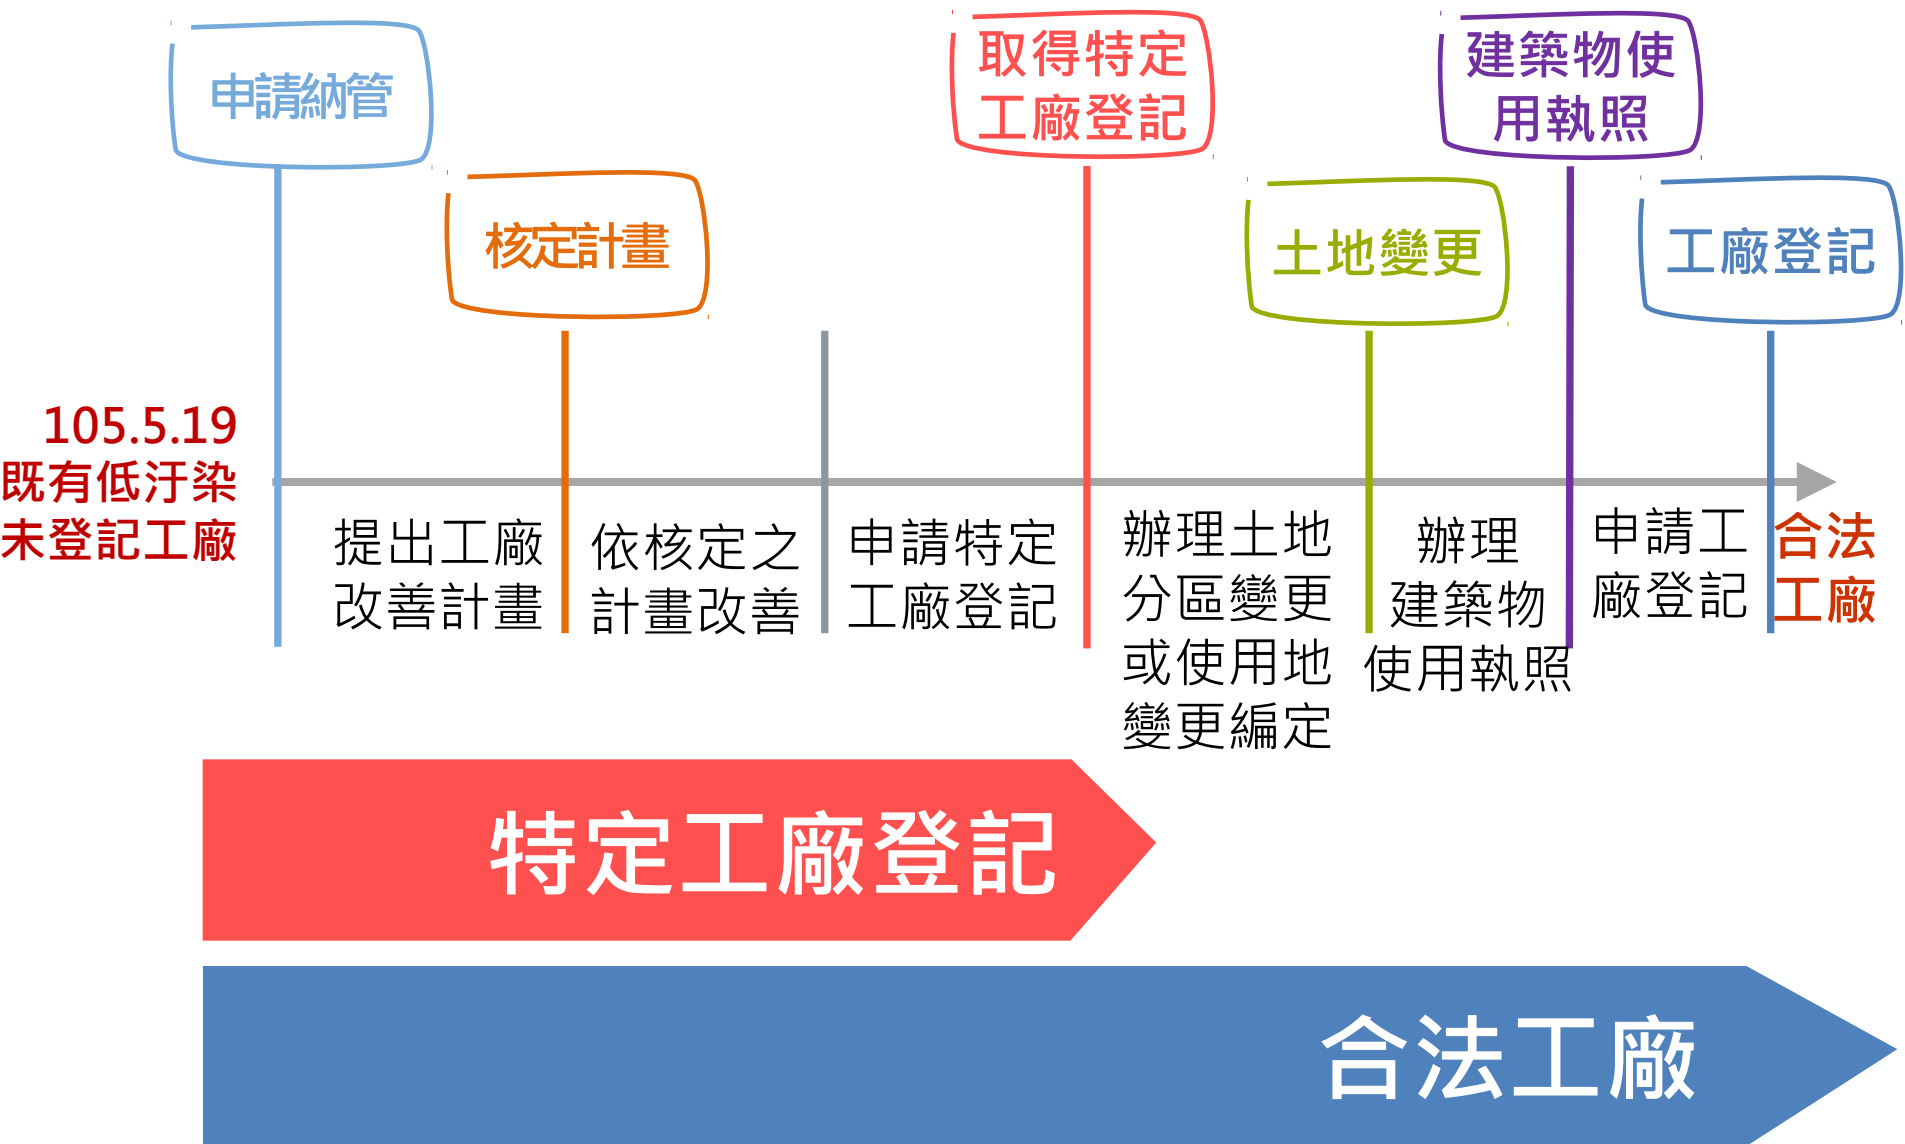 申請納管
核定計畫
取得特定
工廠登記
土地變更
建築物使
用執照
工廠登記
105.5.19
既有低汙染
未登記工廠
提出工廠
改善計畫
依核定之
計畫改善
申請特定
工廠登記
辦理土地
分區變更
或使用地
變更編定
辦理
建築物
使用執照
申請工
廠登記
合法
工廠
特定工廠登記
合法工廠